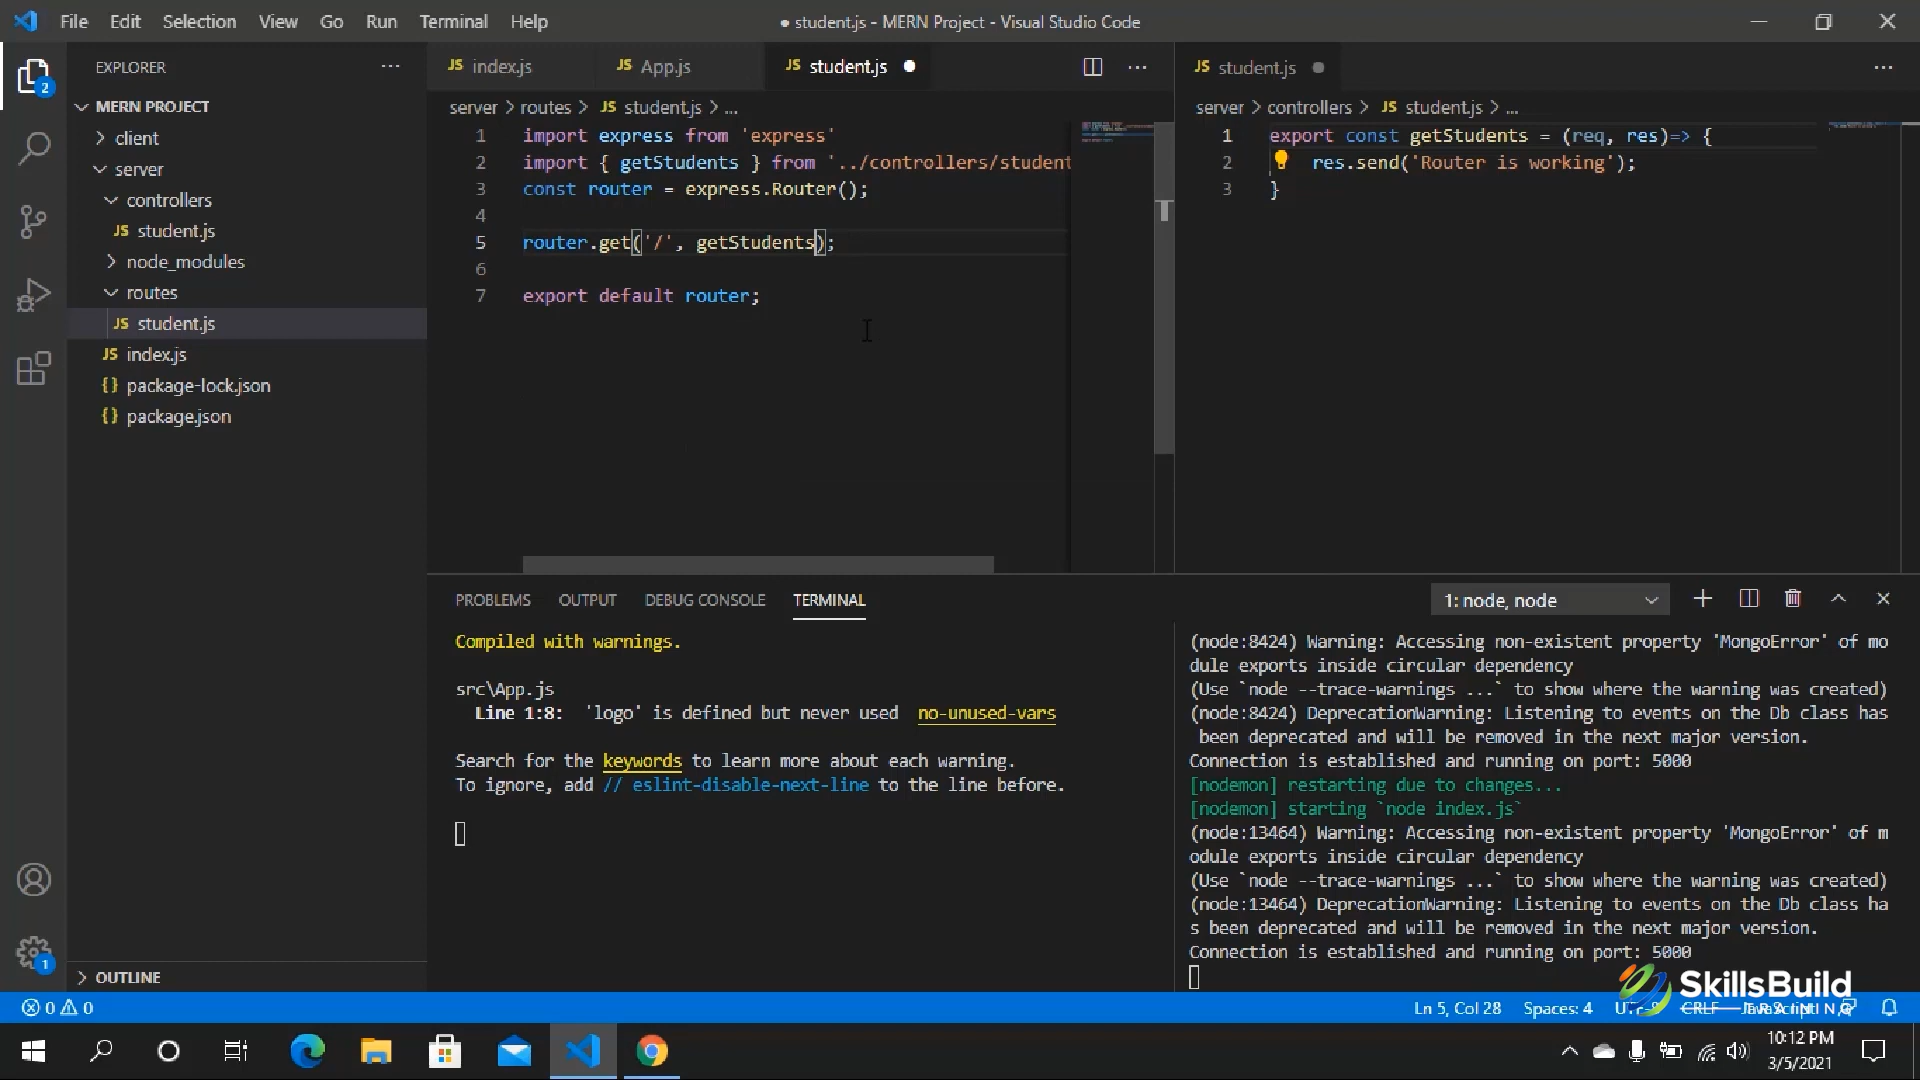 File Edit Selection View Go Run Terminal Help
● student.js - MERN Project - Visual Studio Code
EXPLORER
2
MERN PROJECT
client
server
controllers
JS student.js
node_modules
routes
JS student.js
JS index.js
{} package-lock.json
{} package.json
OUTLINE
1
JS index.js
JS App.js
JS student.js
server > routes > JS student.js > ...
1 import express from 'express'
2 import { getStudents } from '../controllers/student
3 const router = express.Router();
4
5 router.get('/', getStudents);
6
7 export default router;
JS student.js
server > controllers > JS student.js > ...
1 export const getStudents = (req, res)=> {
2 res.send('Router is working');
3 }
PROBLEMS OUTPUT DEBUG CONSOLE TERMINAL
1: node, node
Compiled with warnings.
src\App.js
Line 1:8: 'logo' is defined but never used no-unused-vars
Search for the keywords to learn more about each warning.
To ignore, add // eslint-disable-next-line to the line before.
(node:8424) Warning: Accessing non-existent property 'MongoError' of mo
dule exports inside circular dependency
(Use `node --trace-warnings ...` to show where the warning was created)
(node:8424) DeprecationWarning: Listening to events on the Db class has
been deprecated and will be removed in the next major version.
Connection is established and running on port: 5000
[nodemon] restarting due to changes...
[nodemon] starting `node index.js`
(node:13464) Warning: Accessing non-existent property 'MongoError' of m
odule exports inside circular dependency
(Use `node --trace-warnings ...` to show where the warning was created)
(node:13464) DeprecationWarning: Listening to events on the Db class ha
s been deprecated and will be removed in the next major version.
Connection is established and running on port: 5000
SkillsBuild
TRAINING
0 0
Ln 5, Col 28 Spaces: 4 CRLF
10:12 PM
3/5/2021